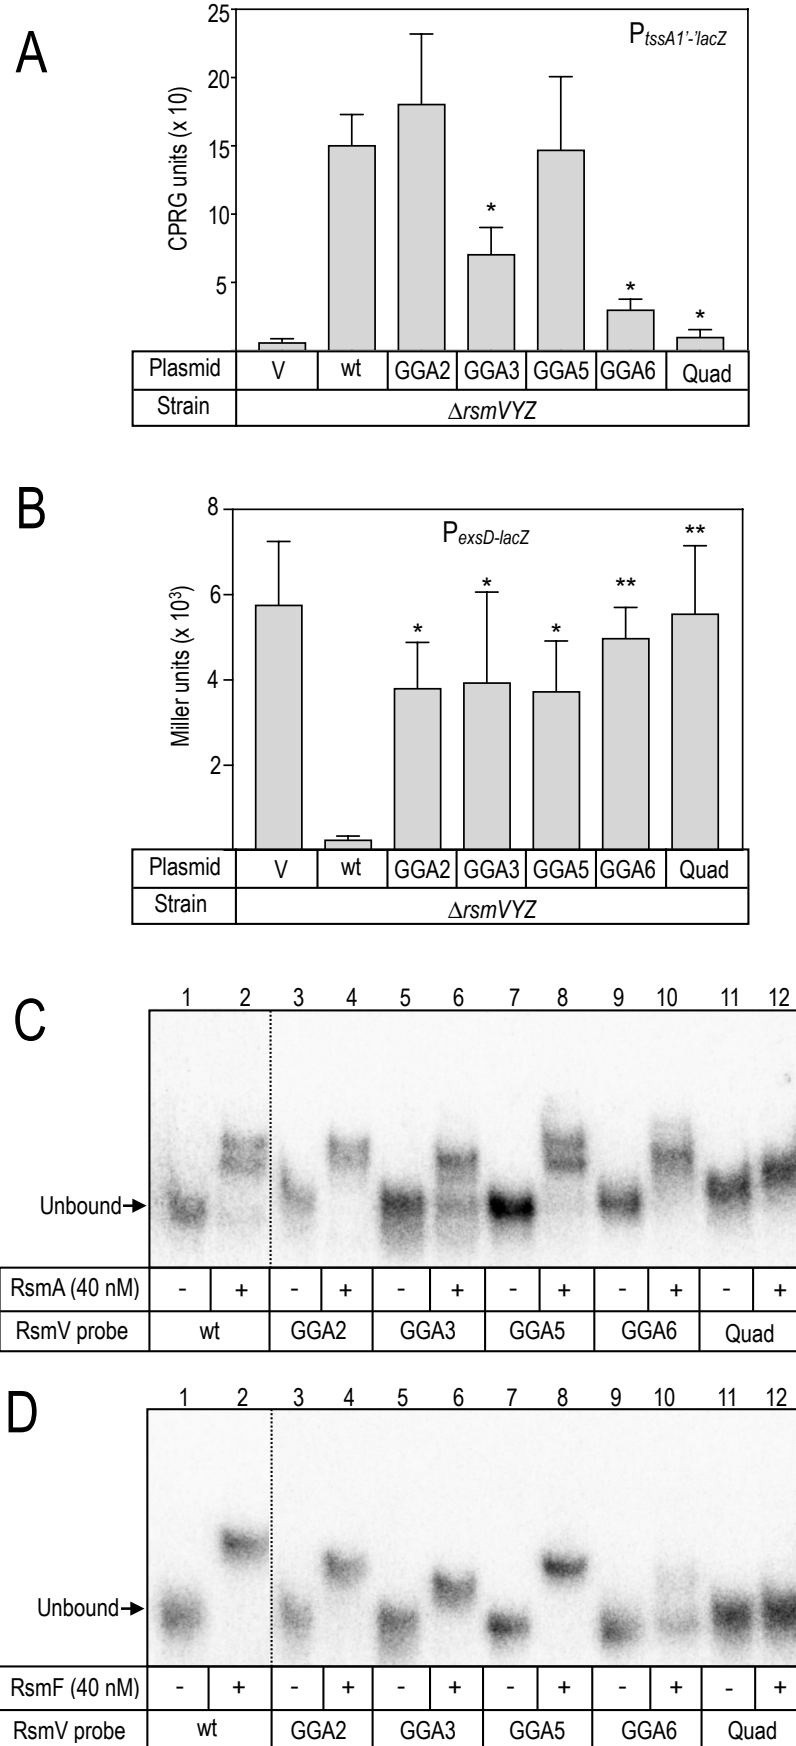 A
P tssA1'-'lacZ
CPRG units (x 10)
25
20
15
10
5
* * *
Plasmid V wt GGA2 GGA3 GGA5 GGA6 Quad
Strain ΔrsmVYZ
B
P exsD-lacZ
Miller units (x 10³)
8
6
4
2
* * * ** **
Plasmid V wt GGA2 GGA3 GGA5 GGA6 Quad
Strain ΔrsmVYZ
C
1 2 3 4 5 6 7 8 9 10 11 12
Unbound
RsmA (40 nM) - + - + - + - + - + - +
RsmV probe wt GGA2 GGA3 GGA5 GGA6 Quad
D
1 2 3 4 5 6 7 8 9 10 11 12
Unbound
RsmF (40 nM) - + - + - + - + - + - +
RsmV probe wt GGA2 GGA3 GGA5 GGA6 Quad